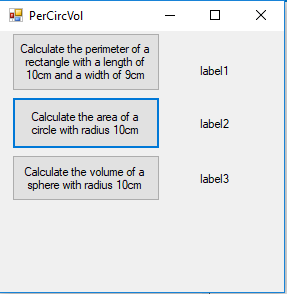 PerCircVol
Calculate the perimeter of a
rectangle with a length of
10cm and a width of 9cm
label1
Calculate the area of a
circle with radius 10cm
label2
Calculate the volume of a
sphere with radius 10cm
label3